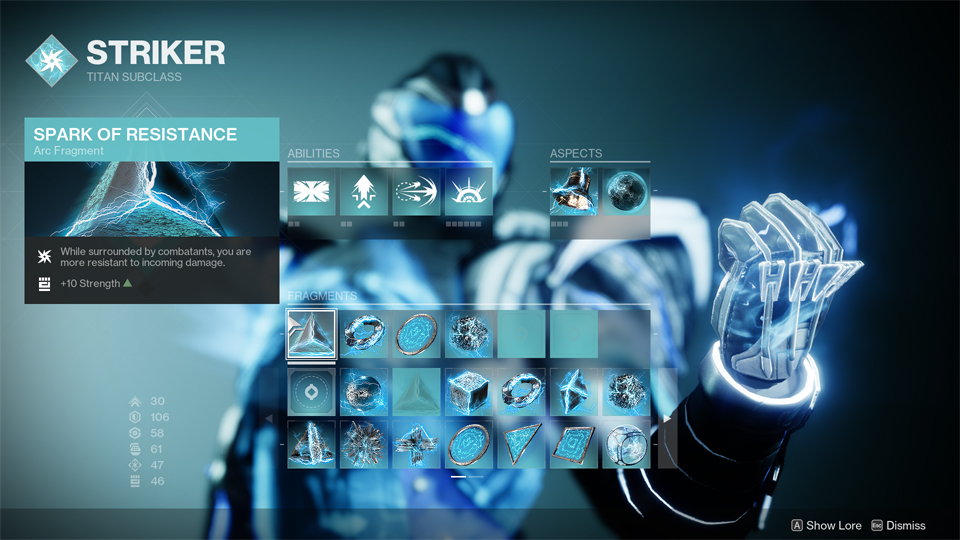 STRIKER
TITAN SUBCLASS
SPARK OF RESISTANCE
Arc Fragment
While surrounded by combatants, you are
more resistant to incoming damage.
+10 Strength
ABILITIES
ASPECTS
FRAGMENTS
30
106
58
61
47
46
A Show Lore Esc Dismiss